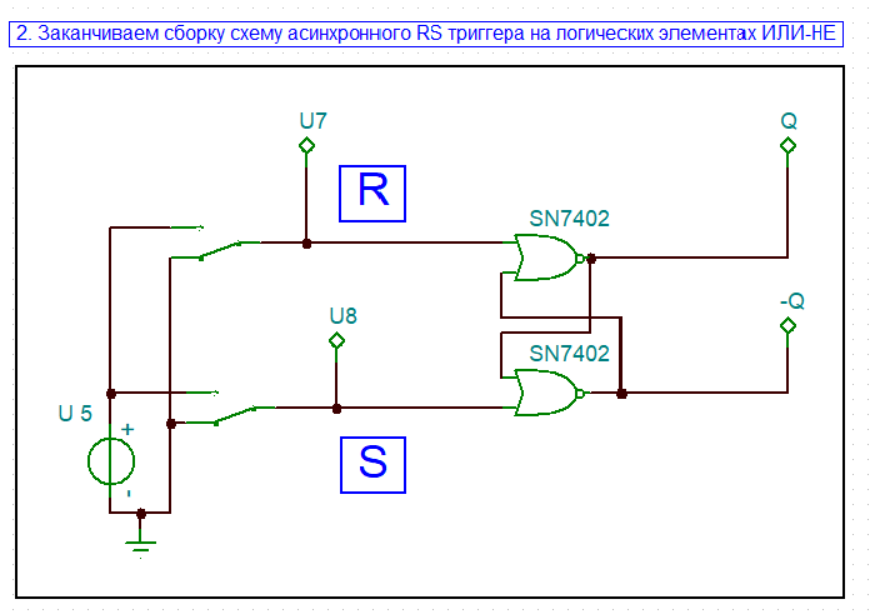 2. Заканчиваем сборку схему асинхронного RS триггера на логических элементах ИЛИ-НЕ
U7
Q
R
SN7402
U8
-Q
SN7402
U 5
+
-
S